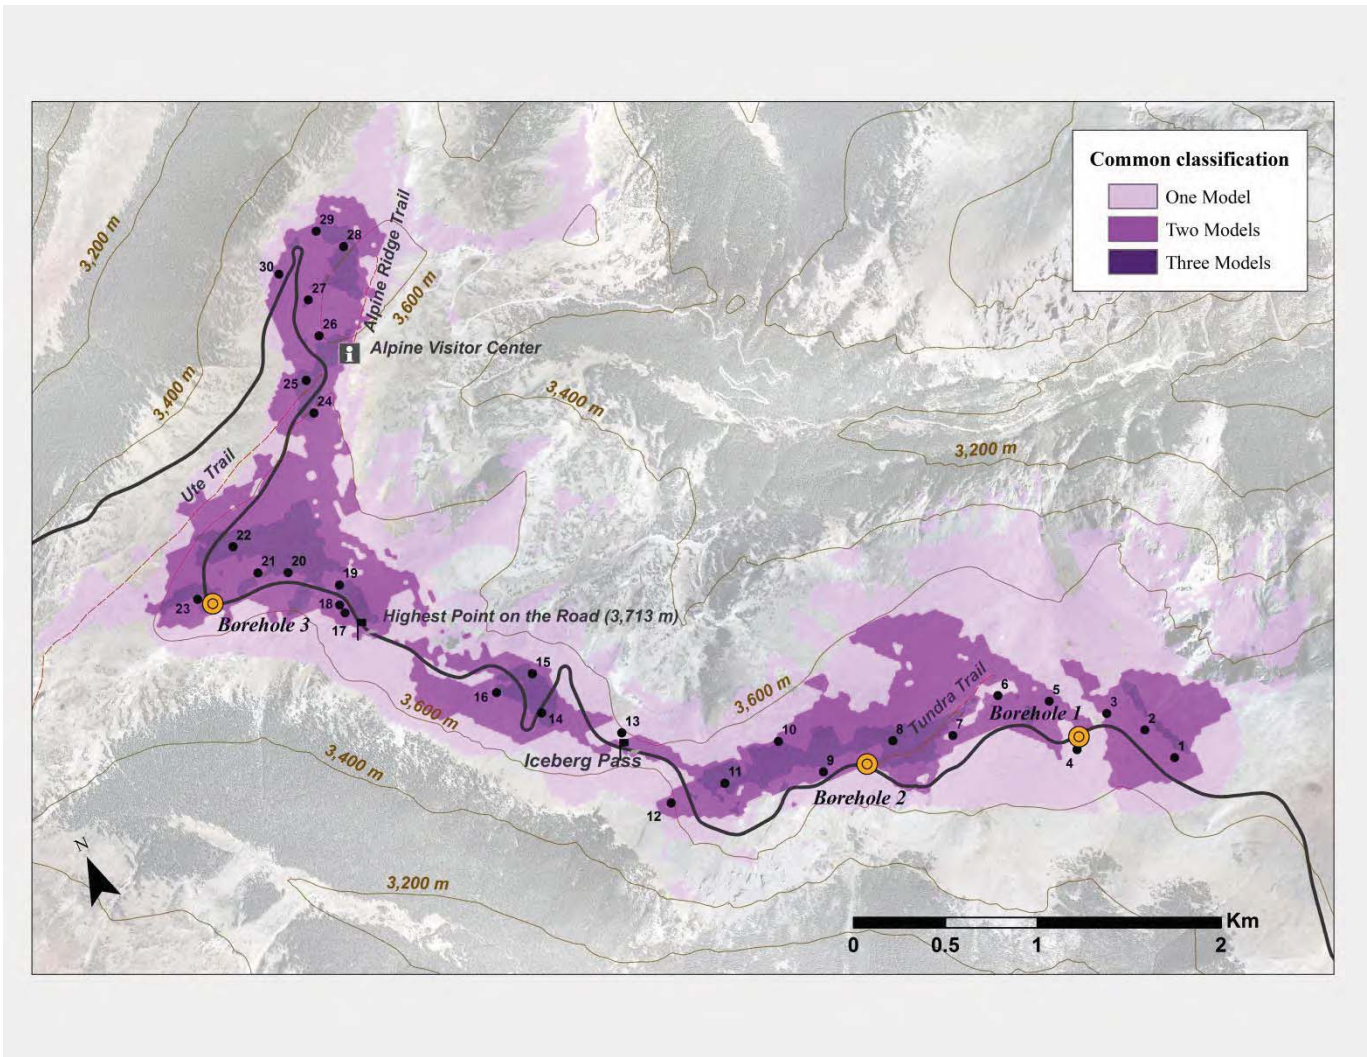 Common classification
One Model
Two Models
Three Models
3,200 m
29
28
30
27
26
Alpine Ridge Trail
3,600 m
Alpine Visitor Center
25
24
3,400 m
3,400 m
3,200 m
Ute Trail
22
21
20
19
18
17
23
Borehole 3
Highest Point on the Road (3,713 m)
15
16
14
13
3,600 m
3,600 m
Iceberg Pass
3,400 m
10
11
12
9
8
7
Tundra Trail
6
5
Borehole 1
3
2
1
4
Borehole 2
N
3,200 m
Km
0
0.5
1
2